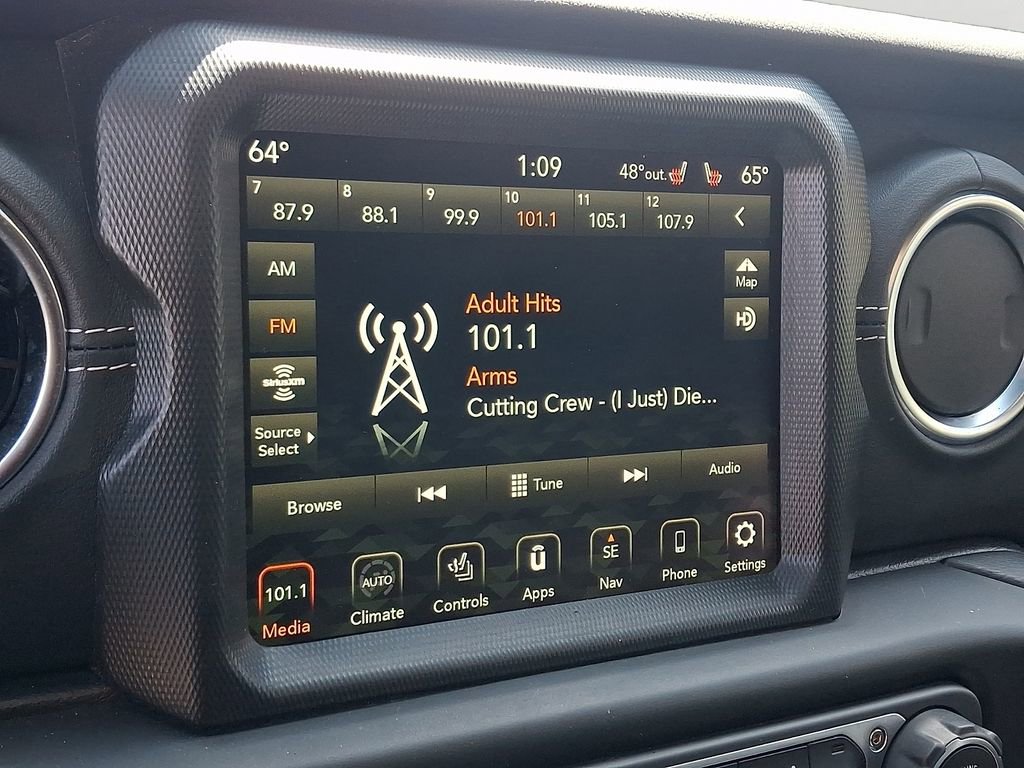 64° 1:09 48°out. 65°
7 8 9 10 11 12
87.9 88.1 99.9 101.1 105.1 107.9
AM
FM
SiriusXM
Source
Select
Adult Hits
101.1
Arms
Cutting Crew - (I Just) Die...
Map
HD
Browse Tune Audio
101.1 AUTO u SE
Media Climate Controls Apps Nav Phone Settings